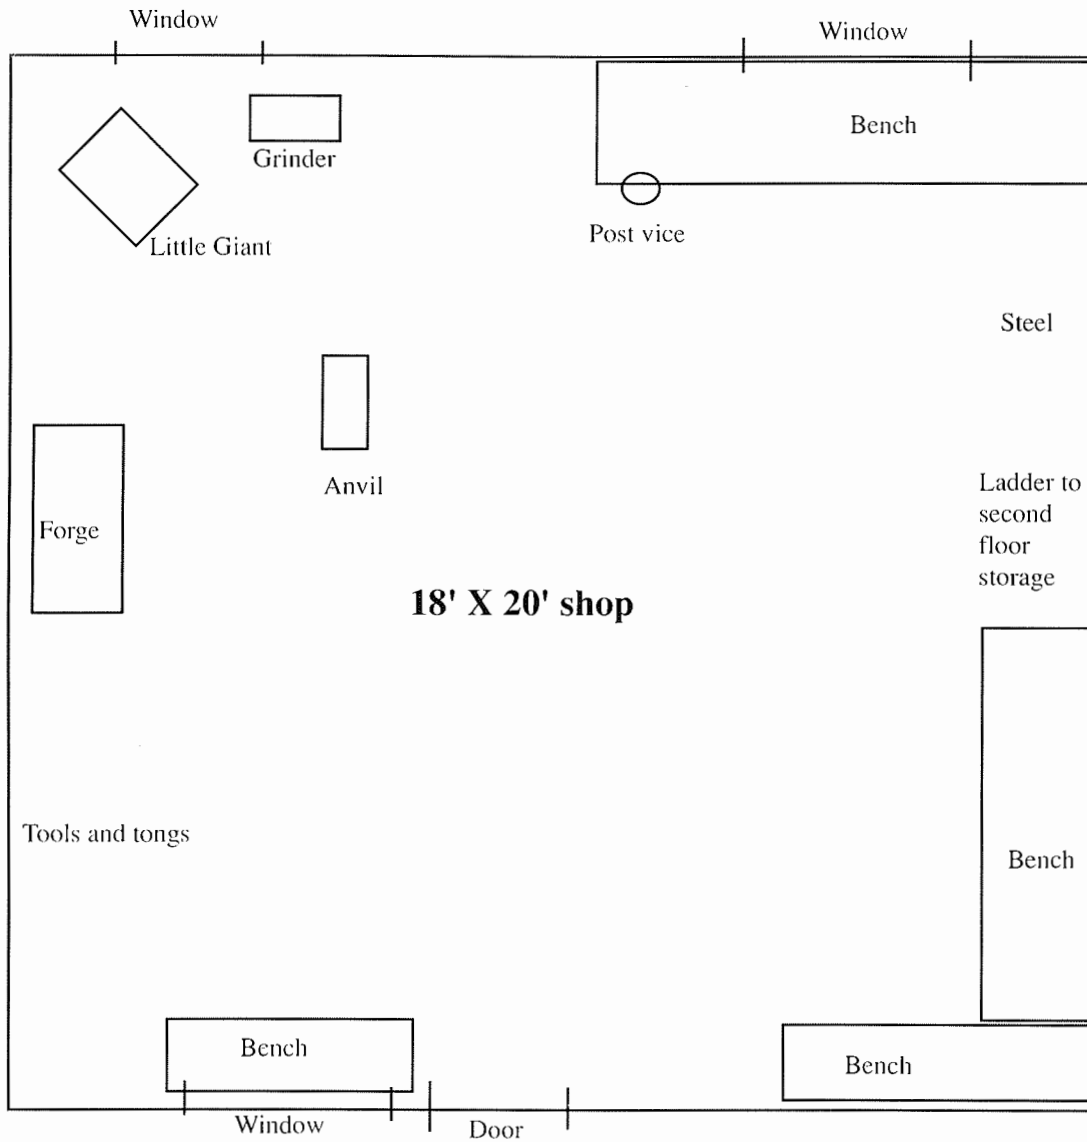 Window
Window
Bench
Grinder
Post vice
Little Giant
Steel
Anvil
Ladder to
second
floor
storage
Forge
18' X 20' shop
Tools and tongs
Bench
Bench
Bench
Window
Door